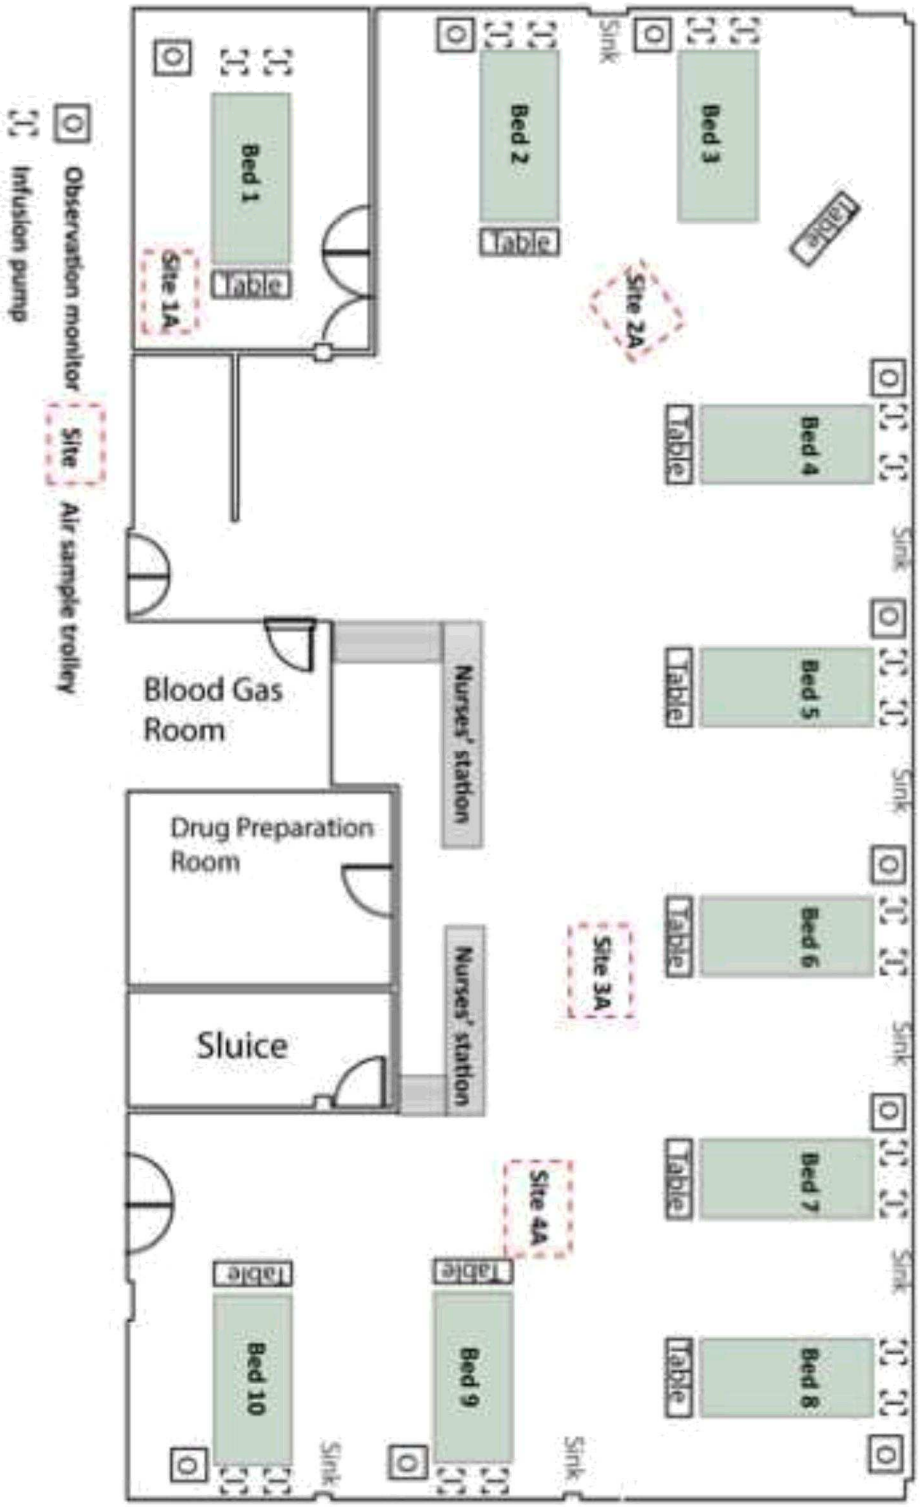 Sink
Bed 1
Bed 2
Bed 3
Table
Table
Table
Site 1A
Site 2A
Observation monitor
Infusion pump
Site
Air sample trolley
O
O
O
O
Bed 4
Table
Sink
O
Bed 5
Table
Nurses' station
Blood Gas
Room
Sink
Drug Preparation
Room
O
Bed 6
Table
Site 3A
Nurses' station
Sink
Sluice
O
Bed 7
Table
Site 4A
Sink
Table
Table
Bed 8
Table
Bed 9
Bed 10
O
O
O
Sink
Sink
O